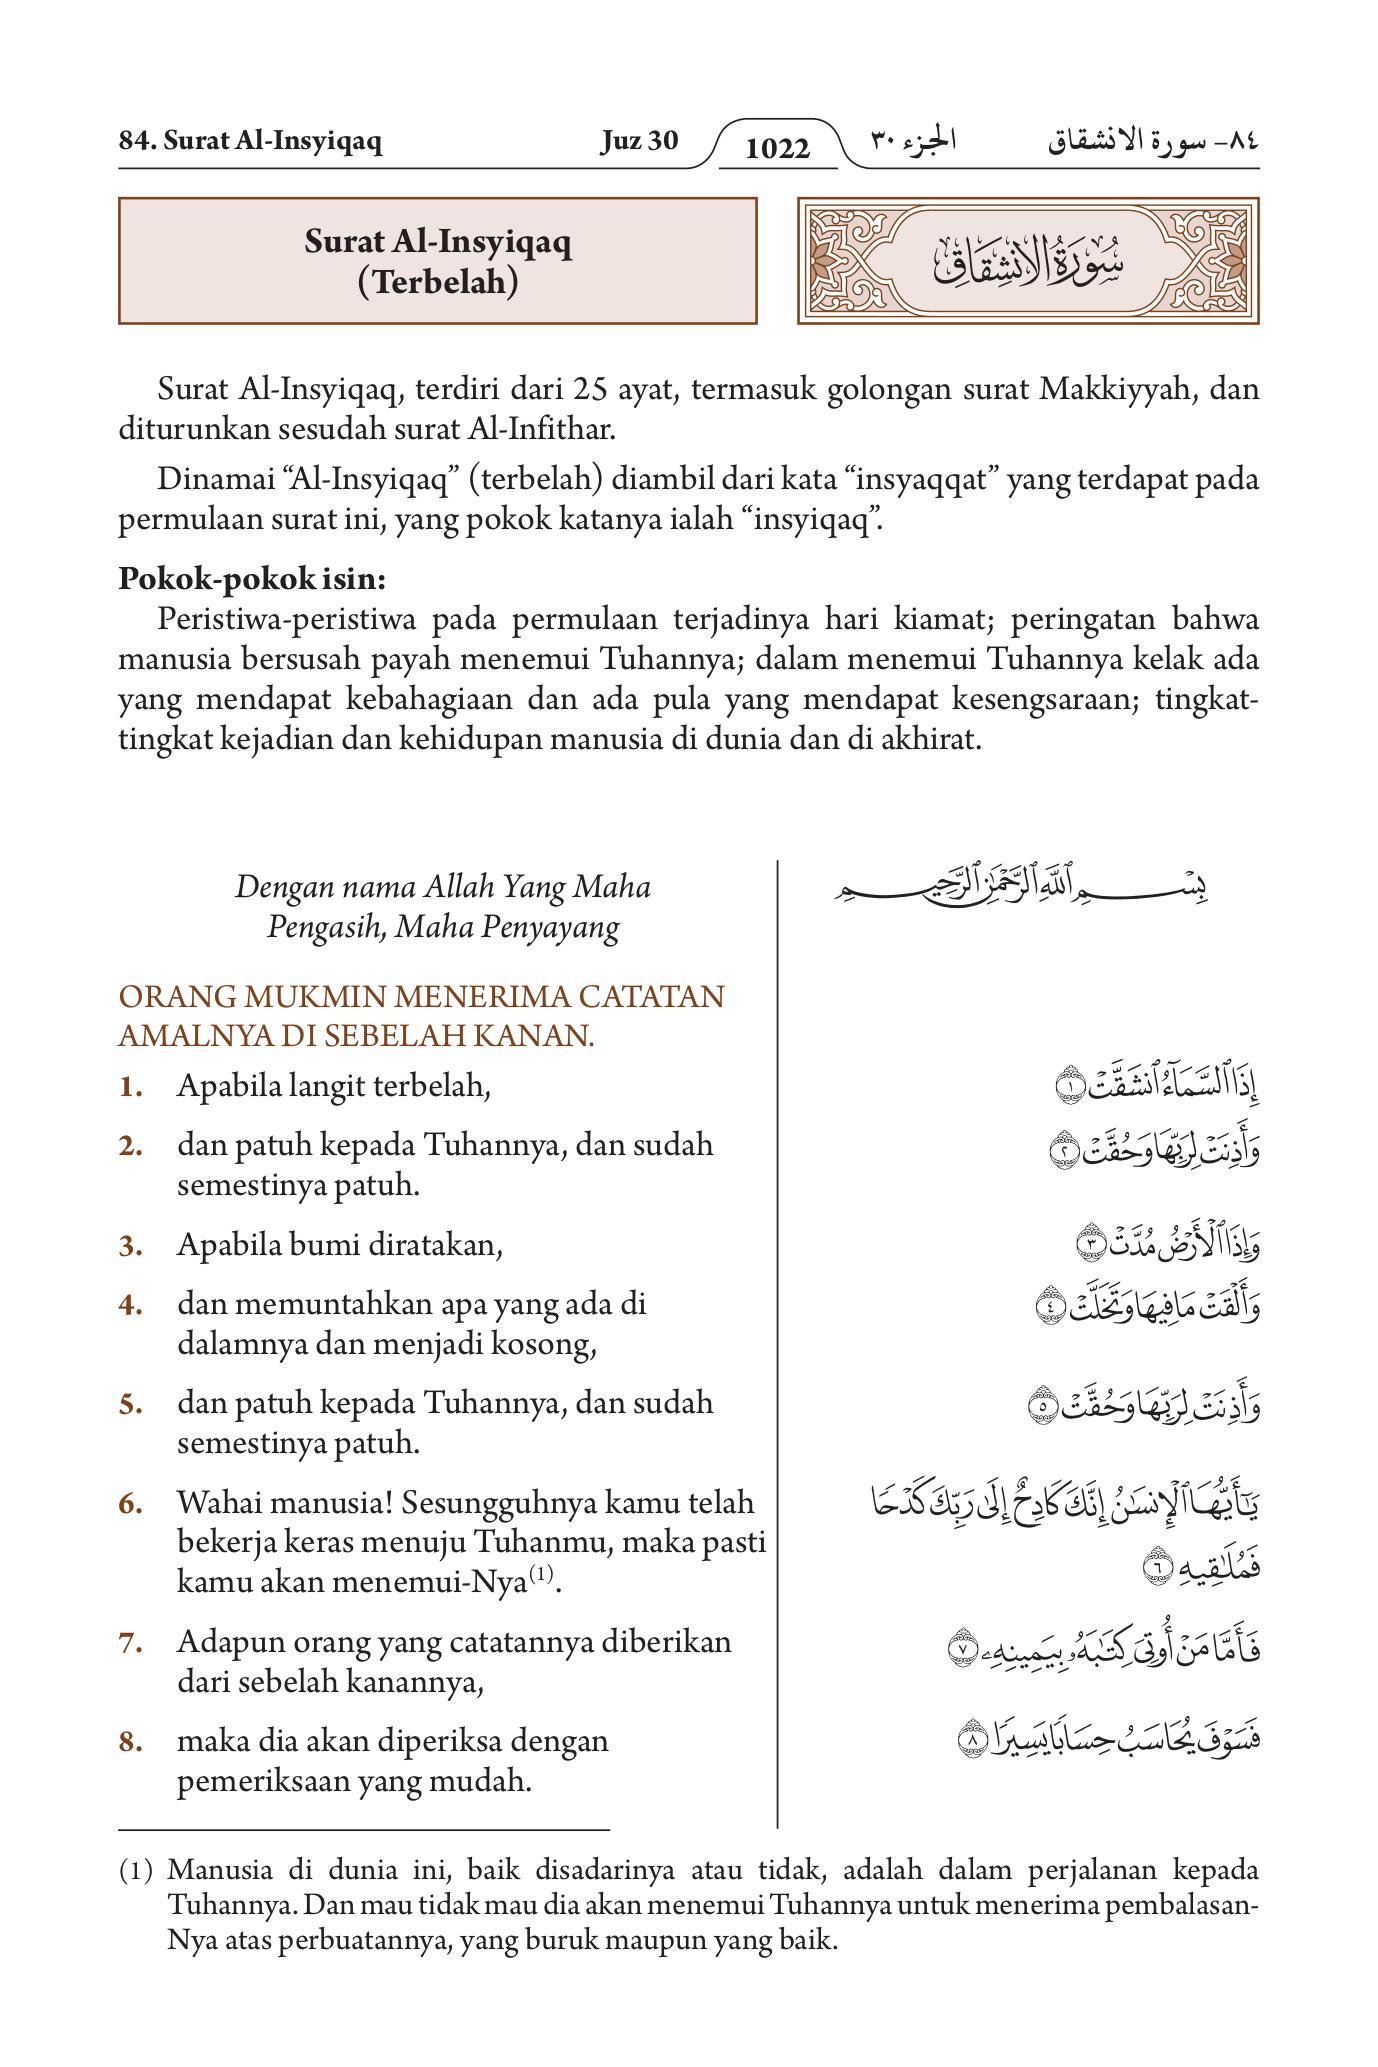 84. Surat Al-Insyiqaq Juz 30 1022 الجزء ٣٠ ٨٤- سورة الانشقاق
Surat Al-Insyiqaq
(Terbelah)
سُورَةُ الانشِقَاقِ
Surat Al-Insyiqaq, terdiri dari 25 ayat, termasuk golongan surat Makkiyyah, dan
diturunkan sesudah surat Al-Infithar.
Dinamai “Al-Insyiqaq” (terbelah) diambil dari kata “insyaqqat” yang terdapat pada
permulaan surat ini, yang pokok katanya ialah “insyiqaq”.
Pokok-pokok isin:
Peristiwa-peristiwa pada permulaan terjadinya hari kiamat; peringatan bahwa
manusia bersusah payah menemui Tuhannya; dalam menemui Tuhannya kelak ada
yang mendapat kebahagiaan dan ada pula yang mendapat kesengsaraan; tingkat-
tingkat kejadian dan kehidupan manusia di dunia dan di akhirat.
Dengan nama Allah Yang Maha
Pengasih, Maha Penyayang
ORANG MUKMIN MENERIMA CATATAN
AMALNYA DI SEBELAH KANAN.
1. Apabila langit terbelah,
2. dan patuh kepada Tuhannya, dan sudah
semestinya patuh.
3. Apabila bumi diratakan,
4. dan memuntahkan apa yang ada di
dalamnya dan menjadi kosong,
5. dan patuh kepada Tuhannya, dan sudah
semestinya patuh.
6. Wahai manusia! Sesungguhnya kamu telah
bekerja keras menuju Tuhanmu, maka pasti
kamu akan menemui-Nya(1).
7. Adapun orang yang catatannya diberikan
dari sebelah kanannya,
8. maka dia akan diperiksa dengan
pemeriksaan yang mudah.
بِسْمِ ٱللَّهِ ٱلرَّحْمَٰنِ ٱلرَّحِيمِ
إِذَا ٱلسَّمَآءُ ٱنشَقَّتْ ١
وَأَذِنَتْ لِرَبِّهَا وَحُقَّتْ ٢
وَإِذَا ٱلْأَرْضُ مُدَّتْ ٣
وَأَلْقَتْ مَا فِيهَا وَتَخَلَّتْ ٤
وَأَذِنَتْ لِرَبِّهَا وَحُقَّتْ ٥
يَٰٓأَيُّهَا ٱلْإِنسَٰنُ إِنَّكَ كَادِحٌ إِلَىٰ رَبِّكَ كَدْحًا
فَمُلَٰقِيهِ ٦
فَأَمَّا مَنْ أُوتِىَ كِتَٰبَهُۥ بِيَمِينِهِۦ ٧
فَسَوْفَ يُحَاسَبُ حِسَابًا يَسِيرًا ٨
(1) Manusia di dunia ini, baik disadarinya atau tidak, adalah dalam perjalanan kepada
Tuhannya. Dan mau tidak mau dia akan menemui Tuhannya untuk menerima pembalasan-
Nya atas perbuatannya, yang buruk maupun yang baik.